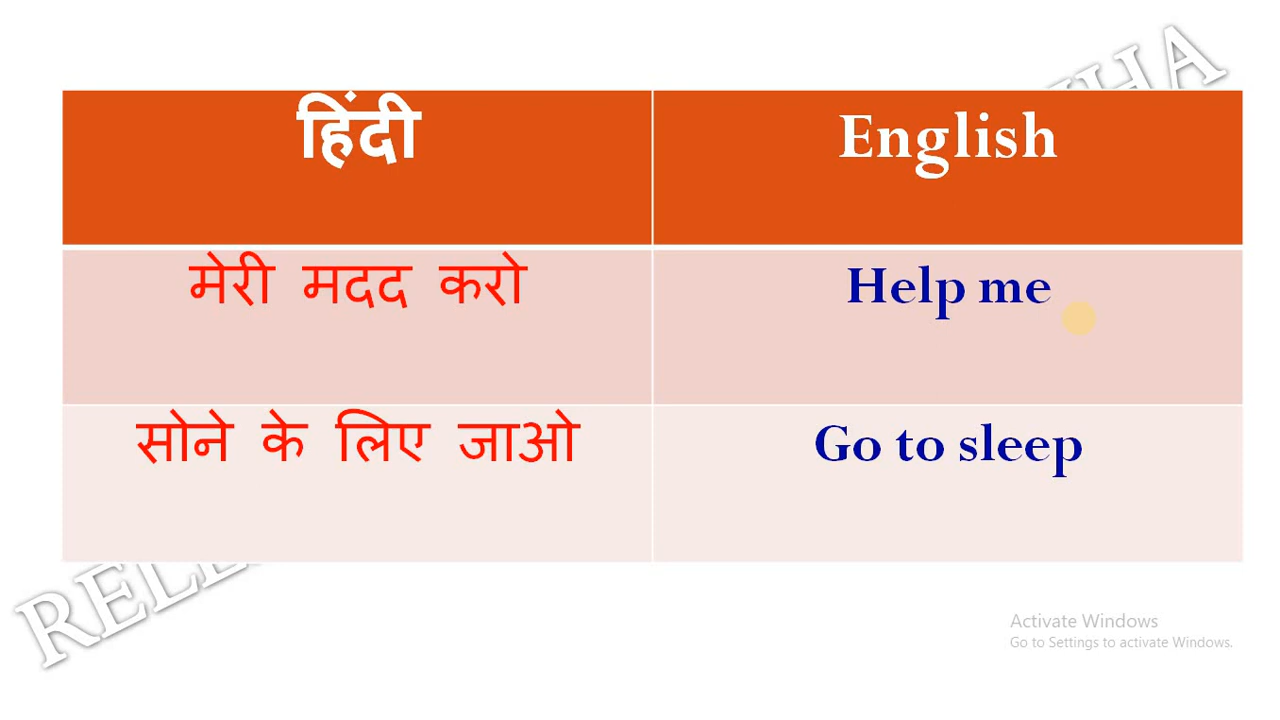 हिंदी English
मेरी मदद करो Help me
सोने के लिए जाओ Go to sleep
Activate Windows
Go to Settings to activate Windows.